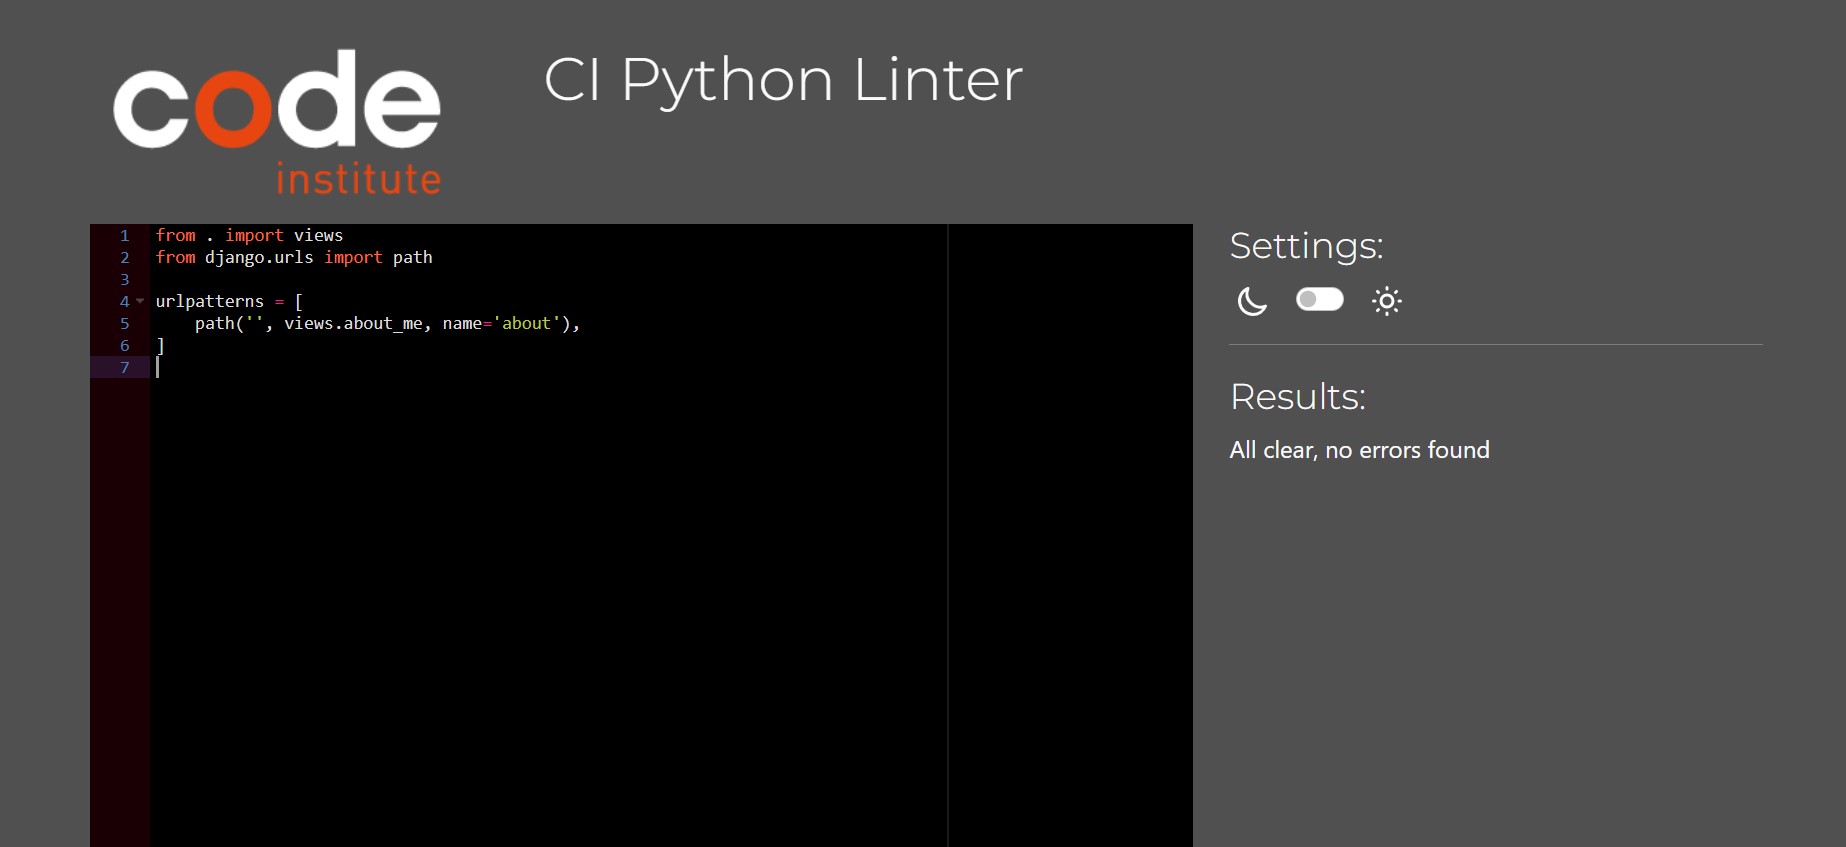 code
institute
CI Python Linter
1 from . import views
2 from django.urls import path
3
4 urlpatterns = [
5     path('', views.about_me, name='about'),
6 ]
7
Settings:
Results:
All clear, no errors found